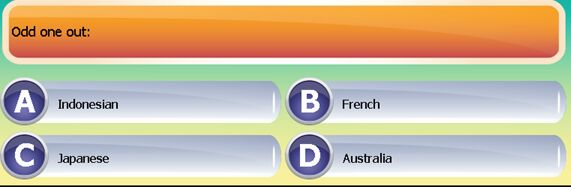 Odd one out:
A Indonesian
B French
C Japanese
D Australia